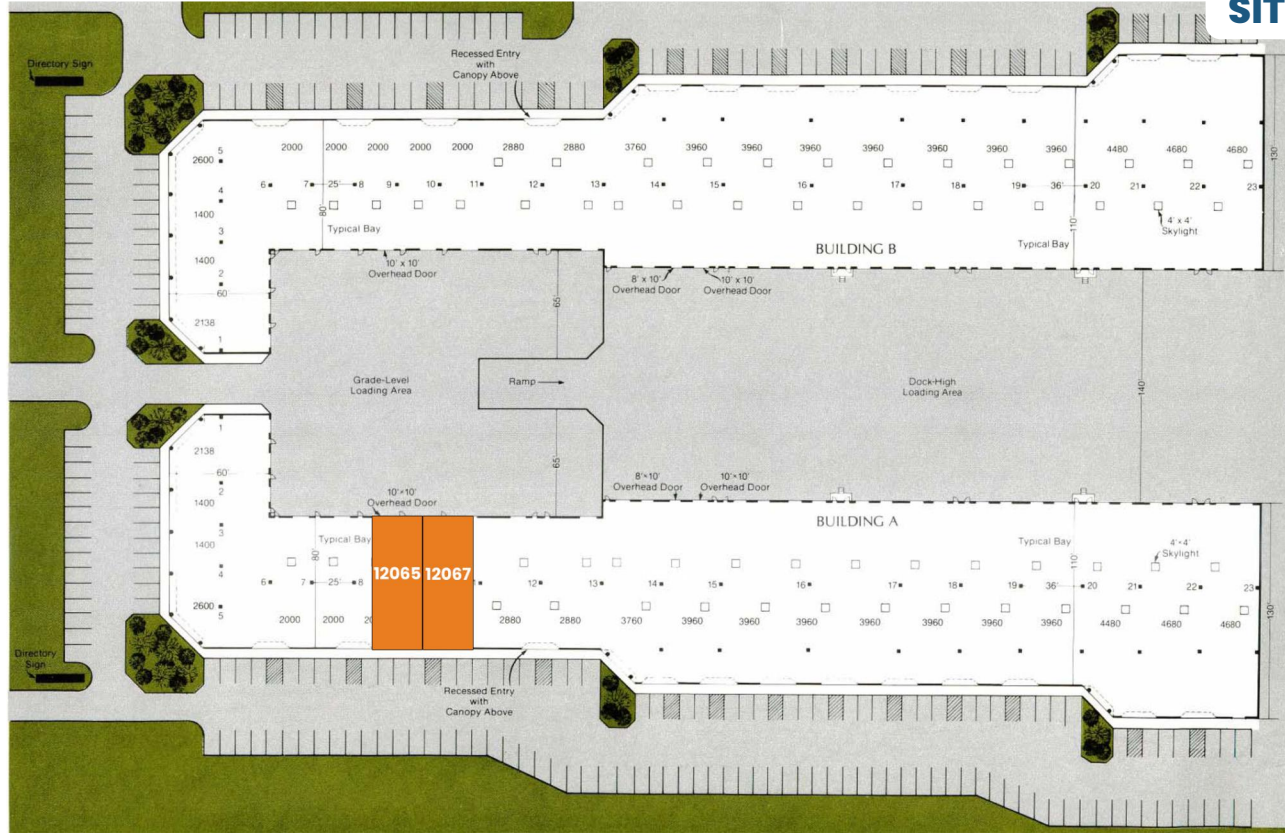 SIT
Directory Sign
Recessed Entry
with
Canopy Above
2000 2000 2000 2000 2000 2880 2880 3760 3960 3960 3960 3960 3960 3960 3960 4480 4680 4680
130'
5
2600
4
1400
3
1400
2
60'
2138
1
6 7 25' 8 9 10 11 12 13 14 15 16 17 18 19 36' 20 21 22 23
80'
110'
Typical Bay
BUILDING B
Typical Bay
4' x 4'
Skylight
10' x 10'
Overhead Door
8' x 10'
Overhead Door
10' x 10'
Overhead Door
65'
Grade-Level
Loading Area
Ramp
Dock-High
Loading Area
140'
65'
1
2138
60'
2
1400
3
1400
4
2600
5
8'×10'
Overhead Door
10'×10'
Overhead Door
10'×10'
Overhead Door
BUILDING A
Typical Bay
Typical Bay
4'×4'
Skylight
80'
110'
12065 12067
6 7 25' 8 12 13 14 15 16 17 18 19 36' 20 21 22 23
2000 2000 2880 2880 3760 3960 3960 3960 3960 3960 3960 3960 4480 4680 4680
130'
Directory
Sign
Recessed Entry
with
Canopy Above